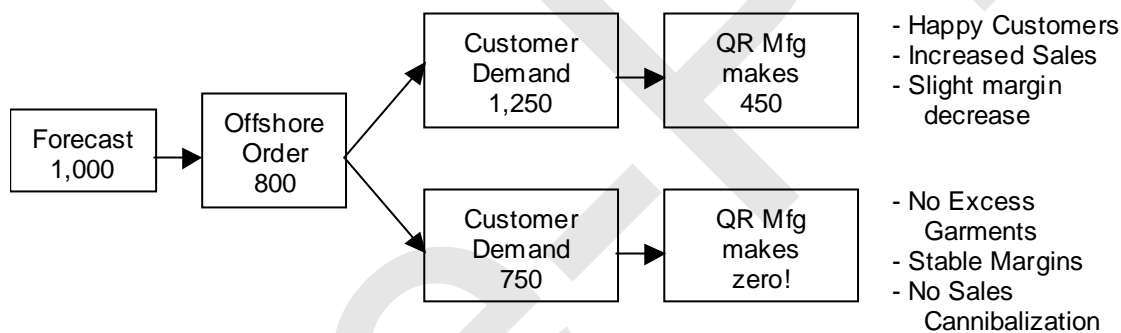 Forecast
1,000
Offshore
Order
800
Customer
Demand
1,250
QR Mfg
makes
450
- Happy Customers
- Increased Sales
- Slight margin
decrease
Customer
Demand
750
QR Mfg
makes
zero!
- No Excess
Garments
- Stable Margins
- No Sales
Cannibalization